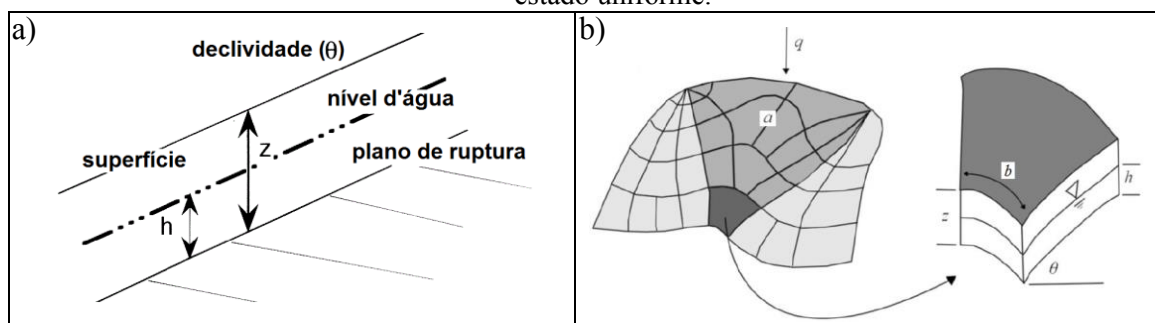 estado uniforme.
a)
declividade (θ)
nível d'água
superfície
z
plano de ruptura
h
b)
q
a
b
h
z
θ